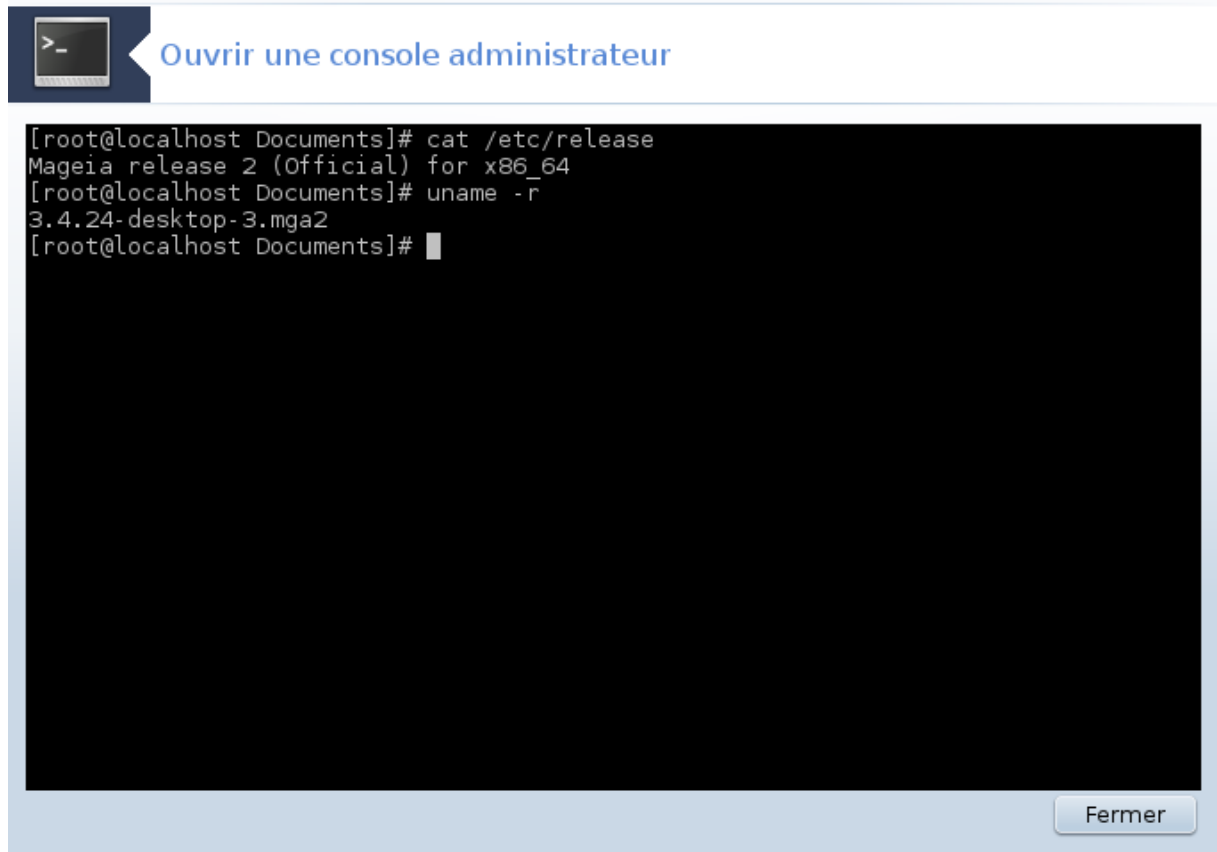 >_
Ouvrir une console administrateur
[root@localhost Documents]# cat /etc/release
Mageia release 2 (Official) for x86_64
[root@localhost Documents]# uname -r
3.4.24-desktop-3.mga2
[root@localhost Documents]#
Fermer